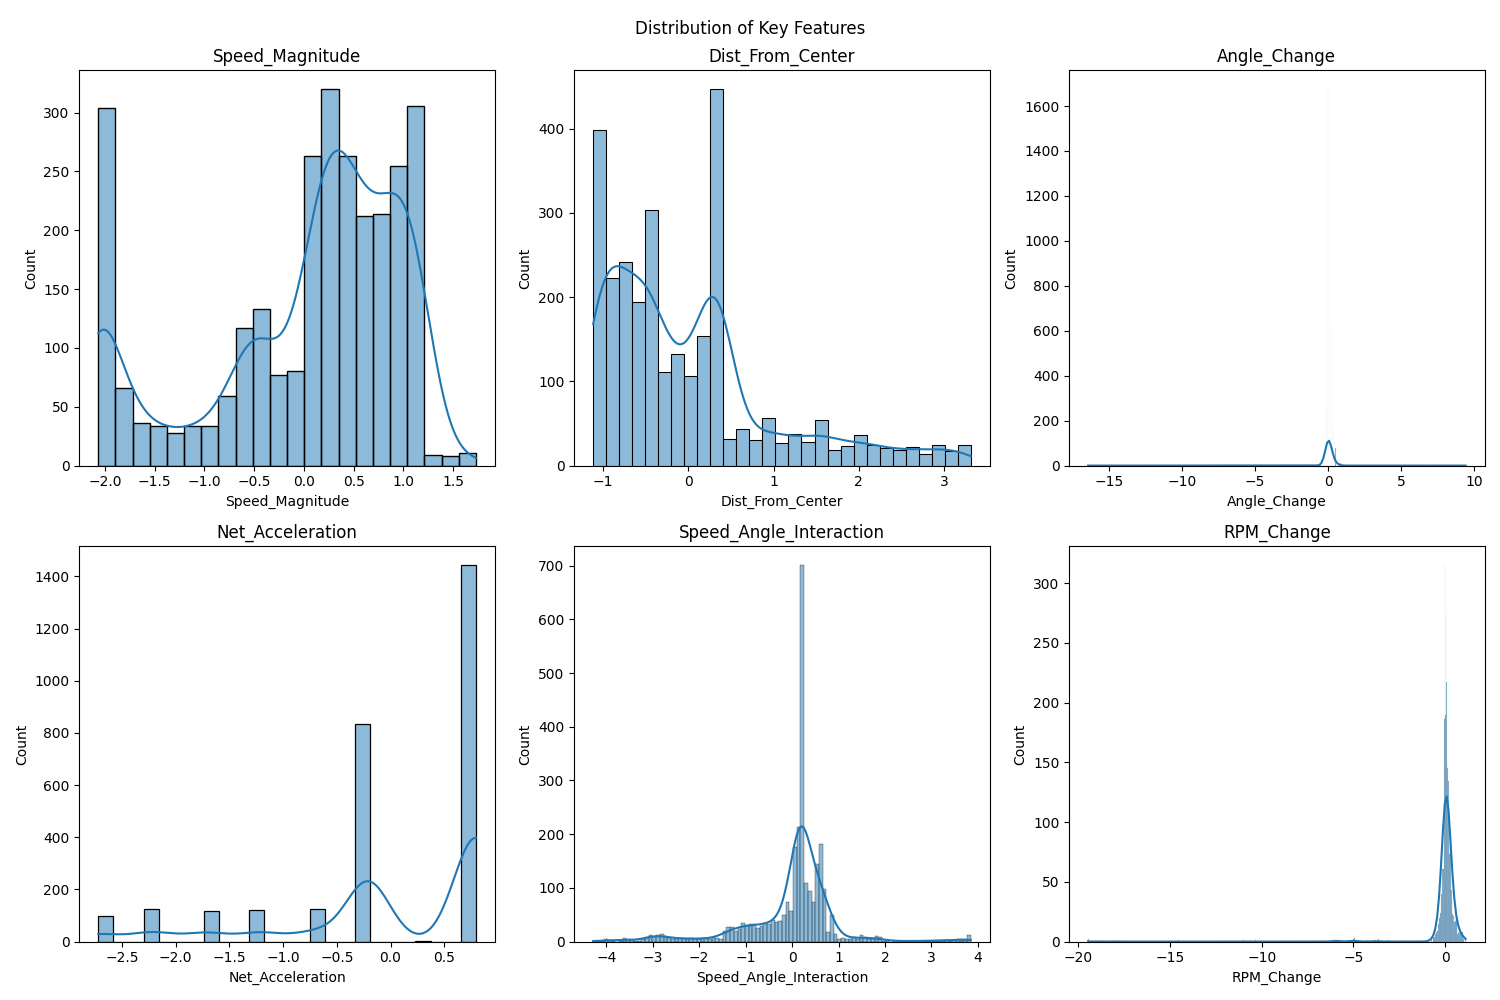 Distribution of Key Features
Speed_Magnitude
300
250
200
150
100
50
0
Count
−2.0 −1.5 −1.0 −0.5 0.0 0.5 1.0 1.5
Speed_Magnitude
Dist_From_Center
400
300
200
100
0
Count
−1 0 1 2 3
Dist_From_Center
Angle_Change
1600
1400
1200
1000
800
600
400
200
0
Count
−15 −10 −5 0 5 10
Angle_Change
Net_Acceleration
1400
1200
1000
800
600
400
200
0
Count
−2.5 −2.0 −1.5 −1.0 −0.5 0.0 0.5
Net_Acceleration
Speed_Angle_Interaction
700
600
500
400
300
200
100
0
Count
−4 −3 −2 −1 0 1 2 3 4
Speed_Angle_Interaction
RPM_Change
300
250
200
150
100
50
0
Count
−20 −15 −10 −5 0
RPM_Change